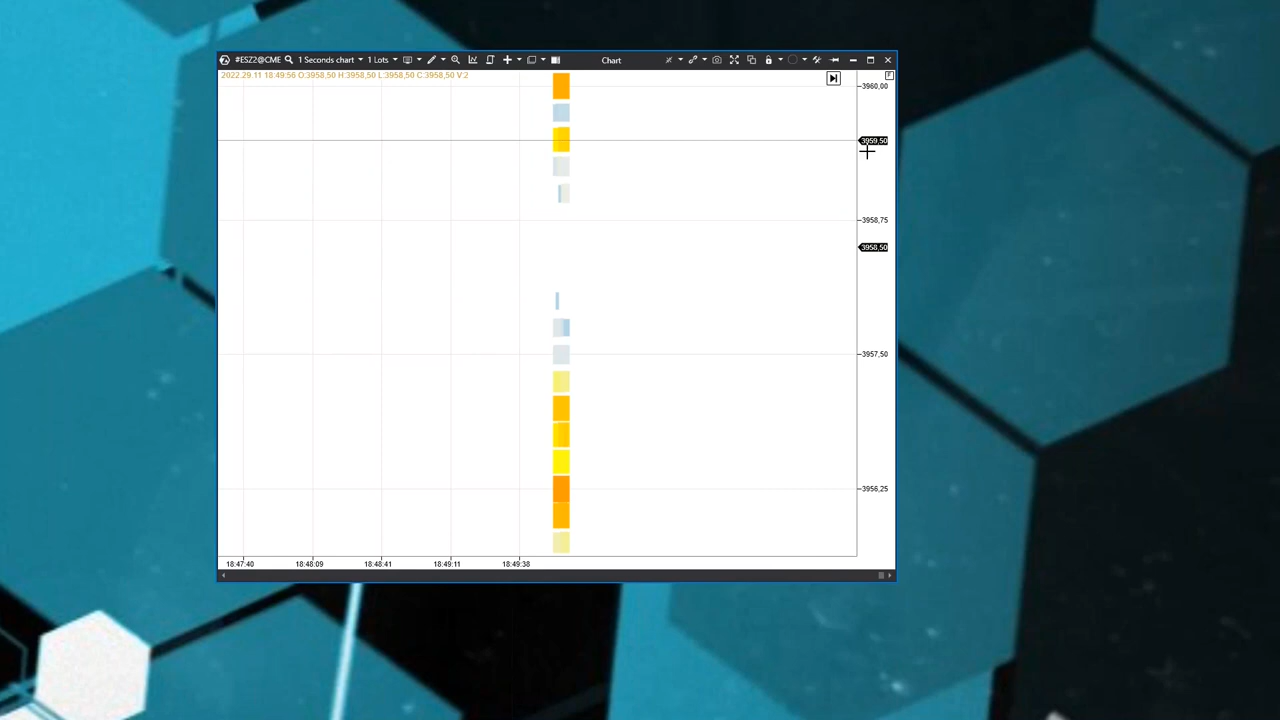 #ESZ2@CME 1 Seconds chart 1 Lots Chart
2022.29.11 18:49:56 O:3958,50 H:3958,50 L:3958,50 C:3958,50 V:2
F
3960,00
3959,50
3958,75
3958,50
3957,50
3956,25
18:47:40 18:48:09 18:48:41 18:49:11 18:49:38